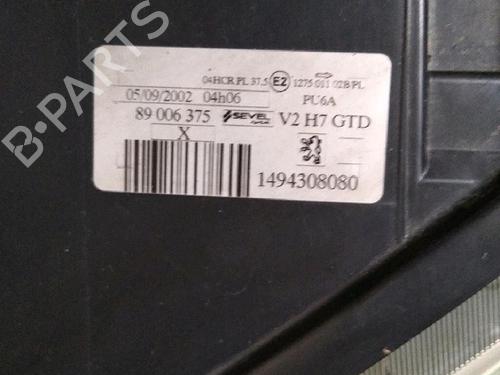 04HCR PL 37.5 E2 1275 011 02B/PL
05/09/2002 04h06 PU6A
89 006 375 SEVEL V2 H7 GTD
X
1494308080
B-PARTS